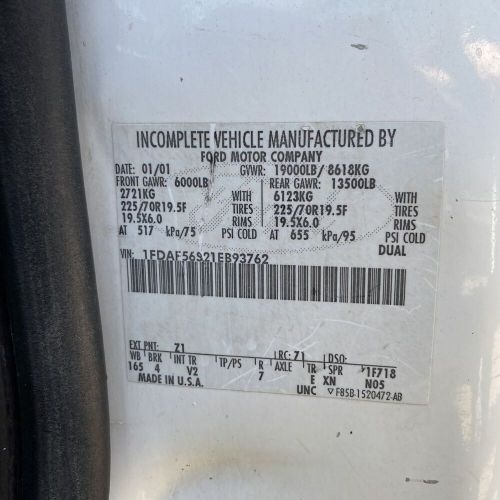 INCOMPLETE VEHICLE MANUFACTURED BY
FORD MOTOR COMPANY
DATE: 01/01 GVWR: 19000LB/ 8618KG
FRONT GAWR: 6000LB REAR GAWR: 13500LB
2721KG WITH 6123KG WITH
225/70R19.5F TIRES 225/70R19.5F TIRES
19.5X6.0 RIMS 19.5X6.0 RIMS
AT 517 kPa/75 PSI COLD AT 655 kPa/95 PSI COLD
DUAL
VIN:
EXT PNT: Z1 RC: 71 DSO:
WB BRK INT TR TP/PS R AXLE TR SPR 1F718
165 4 V2 7 E XN N05
MADE IN U.S.A. UNC ▽F85B-1520472-AB